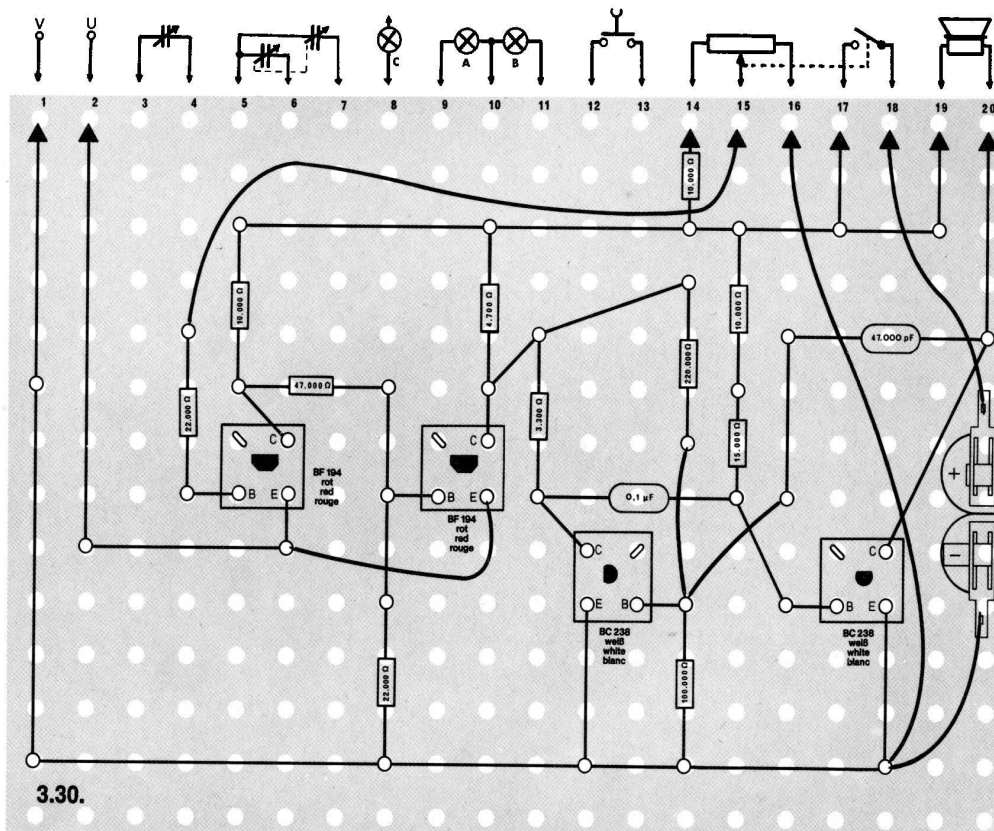 V U
C
A B
1 2 3 4 5 6 7 8 9 10 11 12 13 14 15 16 17 18 19 20
10.000 Ω
10.000 Ω
4.700 Ω
10.000 Ω
47.000 pF
220.000 Ω
47.000 Ω
22.000 Ω
3.300 Ω
15.000 Ω
C
C
BF 194
rot
red
rouge
B E
B E
0,1 µF
+
BF 194
rot
red
rouge
C
C
−
E B
B E
BC 238
weiß
white
blanc
BC 238
weiß
white
blanc
22.000 Ω
100.000 Ω
3.30.